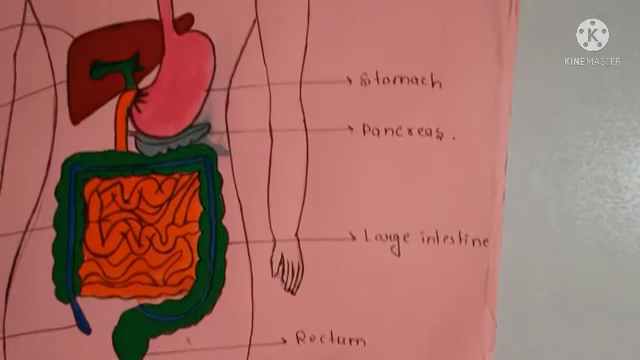 K
KINEMASTER
Stomach
Pancreas.
Large intestine
Rectum